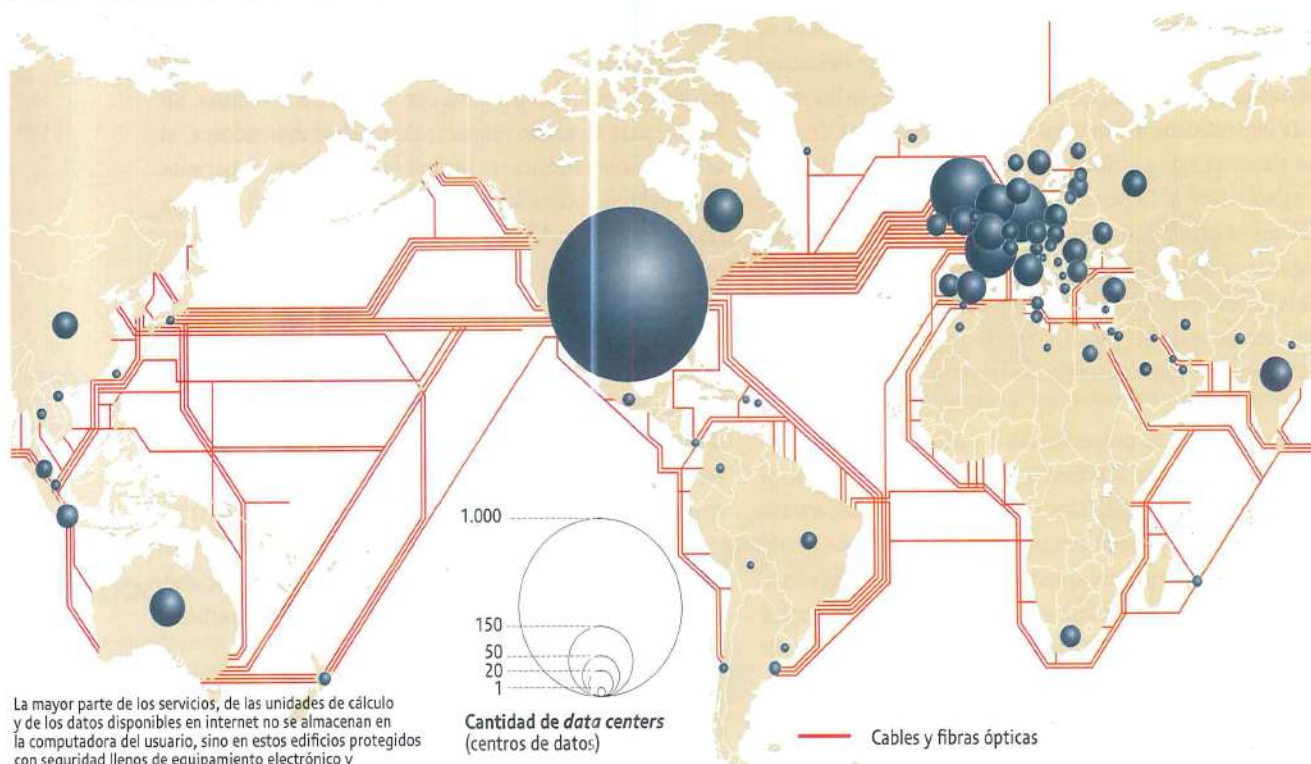 1.000
150
50
20
1
La mayor parte de los servicios, de las unidades de cálculo
y de los datos disponibles en internet no se almacenan en
la computadora del usuario, sino en estos edificios protegidos
con seguridad llenos de equipamiento electrónico y
Cantidad de data centers
(centros de datos)
Cables y fibras ópticas